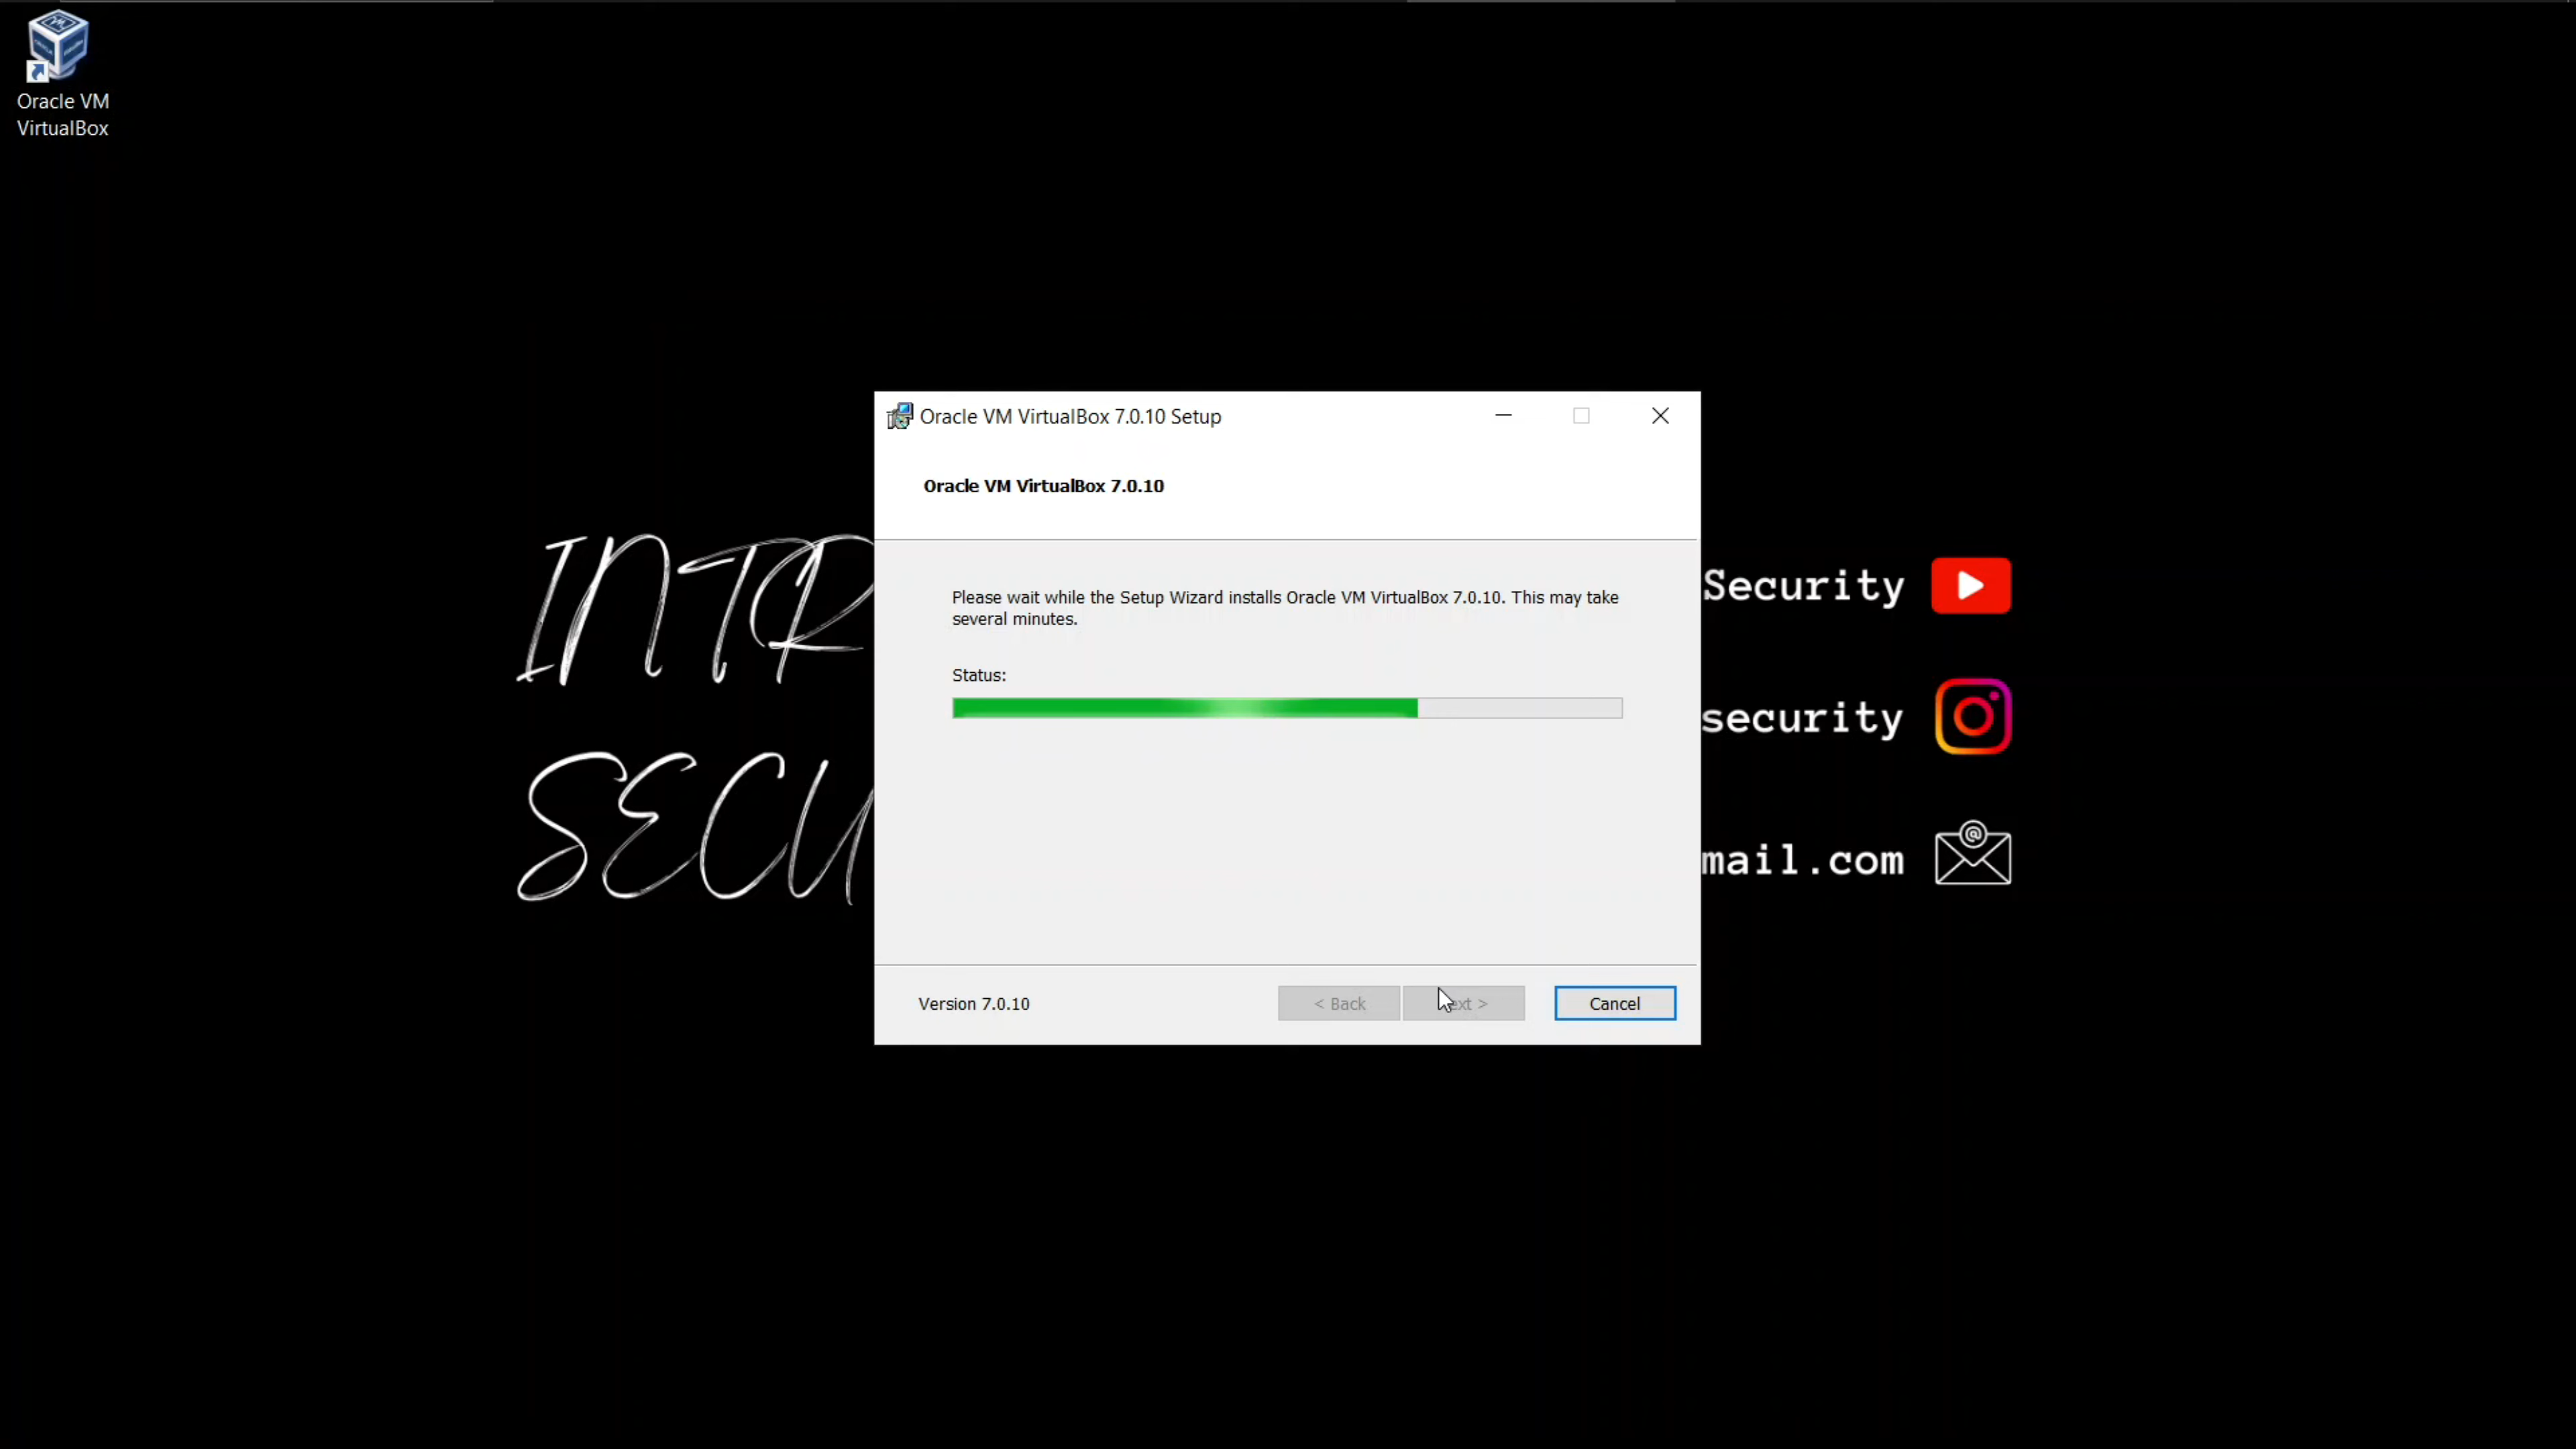 Oracle VM
VirtualBox
Oracle VM VirtualBox 7.0.10 Setup
Oracle VM VirtualBox 7.0.10
INTR
Security
Please wait while the Setup Wizard installs Oracle VM VirtualBox 7.0.10. This may take
several minutes.
Status:
security
SECU
mail.com
Version 7.0.10
< Back
ext >
Cancel